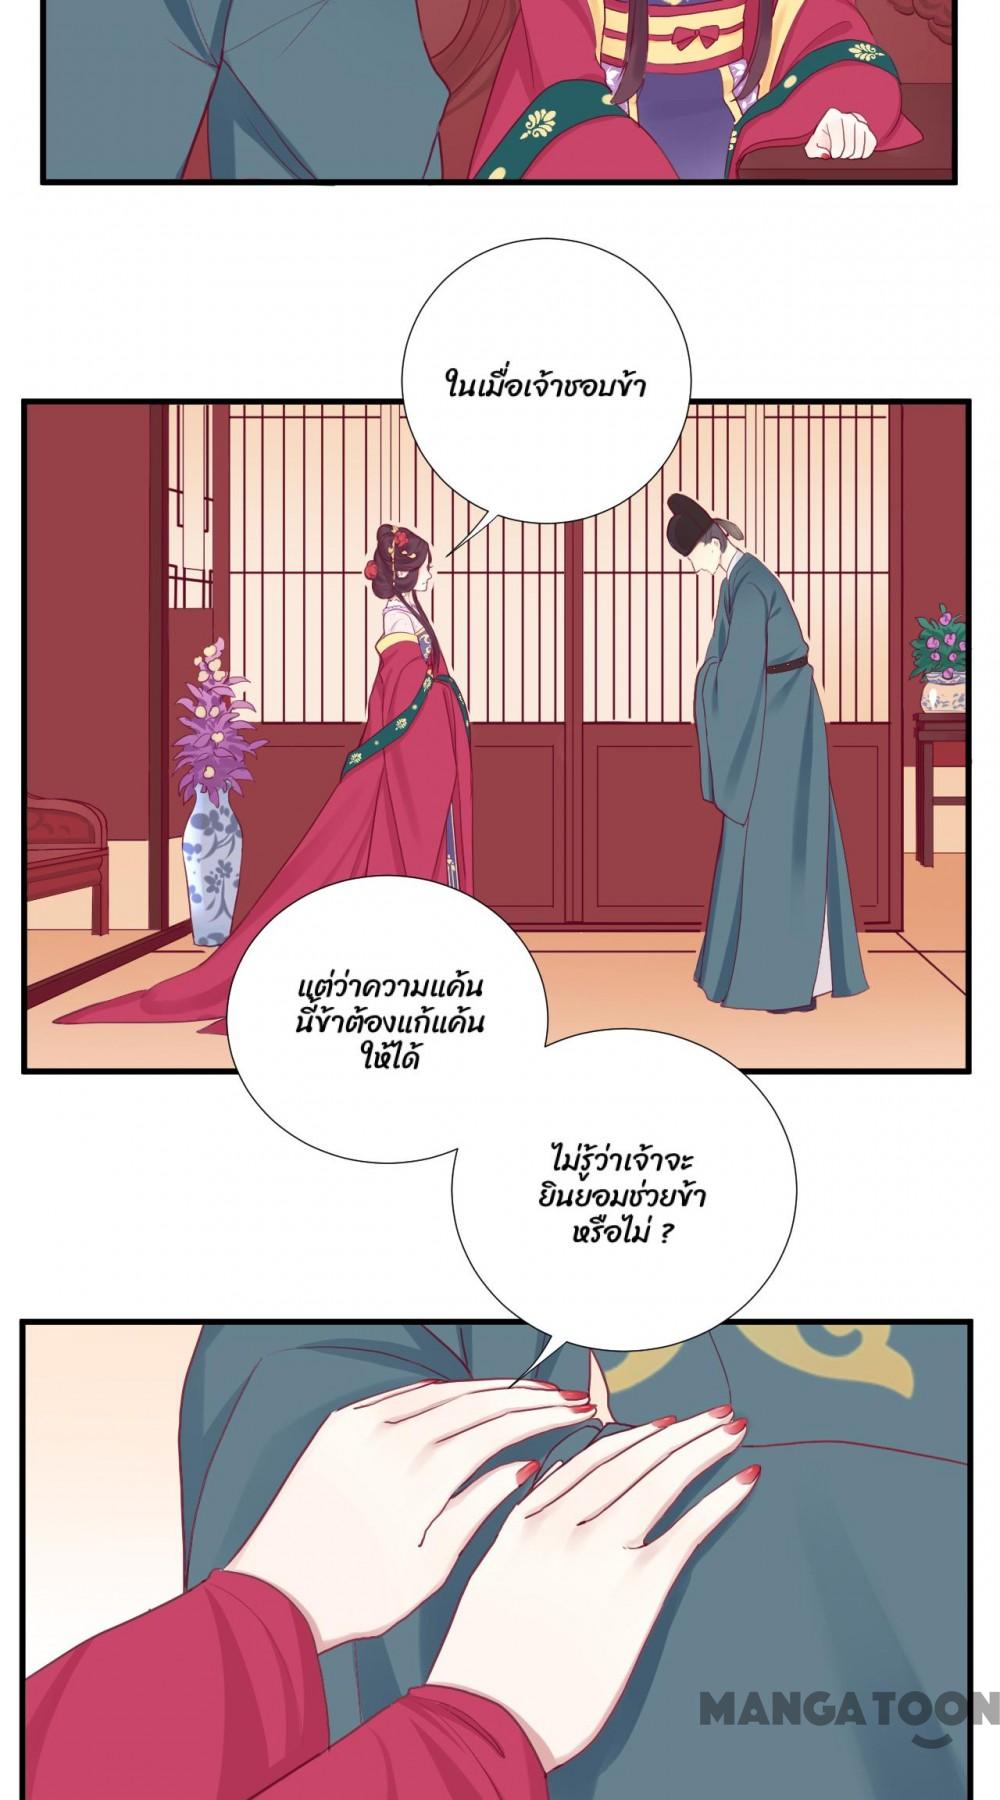 ในเมื่อเจ้าชอบข้า
แต่ว่าความแค้น
นี้ข้าต้องแก้แค้น
ให้ได้
ไม่รู้ว่าเจ้าจะ
ยินยอมช่วยข้า
หรือไม่ ?
MANGATOON